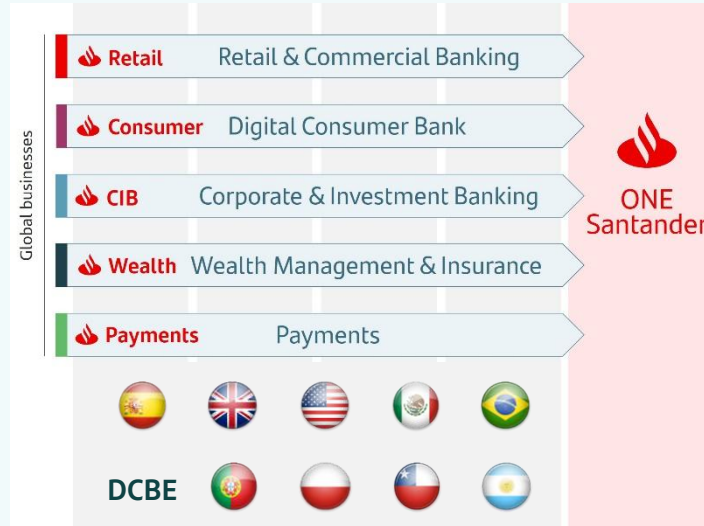 Global businesses
Retail Retail & Commercial Banking
Consumer Digital Consumer Bank
CIB Corporate & Investment Banking
Wealth Wealth Management & Insurance
Payments Payments
ONE
Santander
DCBE